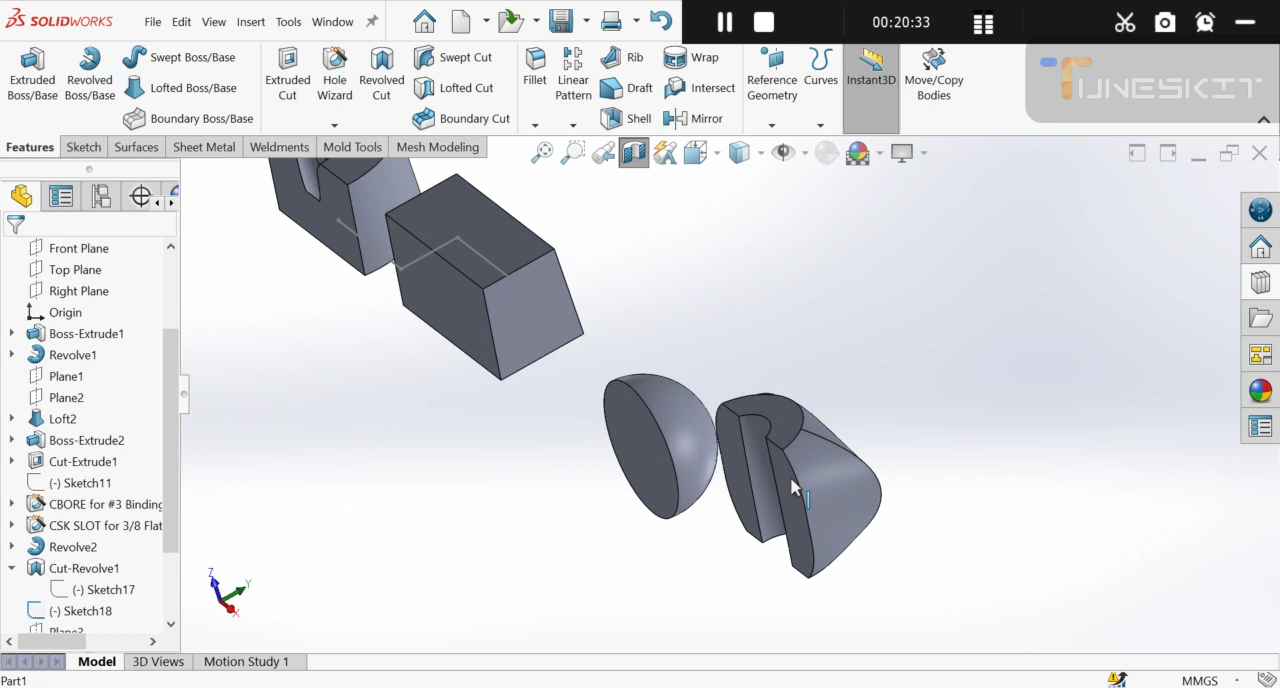 SOLIDWORKS File Edit View Insert Tools Window 00:20:33
TUNESKIT
Extruded Boss/Base
Revolved Boss/Base
Swept Boss/Base
Lofted Boss/Base
Boundary Boss/Base
Extruded Cut
Hole Wizard
Revolved Cut
Swept Cut
Lofted Cut
Boundary Cut
Fillet
Linear Pattern
Rib
Draft
Shell
Wrap
Intersect
Mirror
Reference Geometry
Curves
Instant3D
Move/Copy Bodies
Features Sketch Surfaces Sheet Metal Weldments Mold Tools Mesh Modeling
Front Plane
Top Plane
Right Plane
Origin
Boss-Extrude1
Revolve1
Plane1
Plane2
Loft2
Boss-Extrude2
Cut-Extrude1
(-) Sketch11
CBORE for #3 Binding
CSK SLOT for 3/8 Flat
Revolve2
Cut-Revolve1
(-) Sketch17
(-) Sketch18
Z Y X
Model 3D Views Motion Study 1
Part1 MMGS